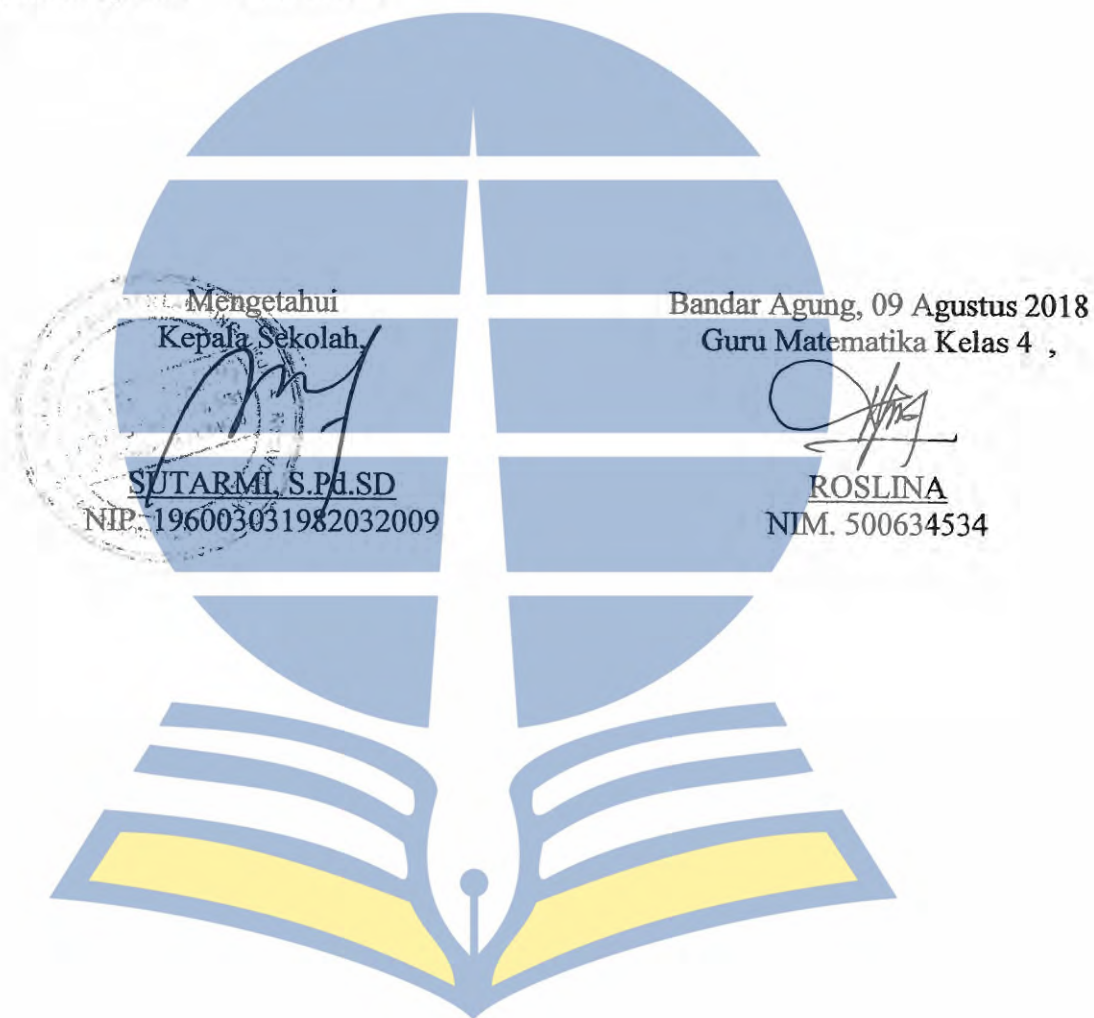 Mengetahui
Kepala Sekolah,
SUTARMI, S.Pd.SD
NIP. 196003031982032009
Bandar Agung, 09 Agustus 2018
Guru Matematika Kelas 4 ,
ROSLINA
NIM. 500634534